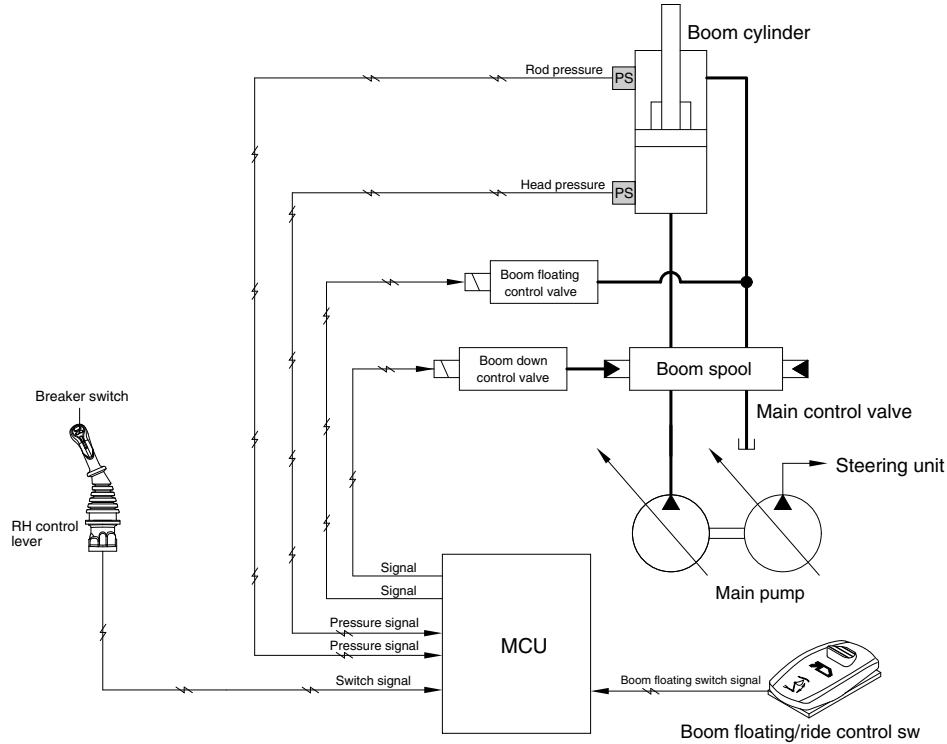 Boom cylinder
Rod pressure
PS
Head pressure
PS
Boom floating
control valve
Boom down
control valve
Boom spool
Main control valve
Breaker switch
Steering unit
RH control
lever
Main pump
Signal
Signal
Pressure signal
Pressure signal
Switch signal
MCU
Boom floating switch signal
Boom floating/ride control sw